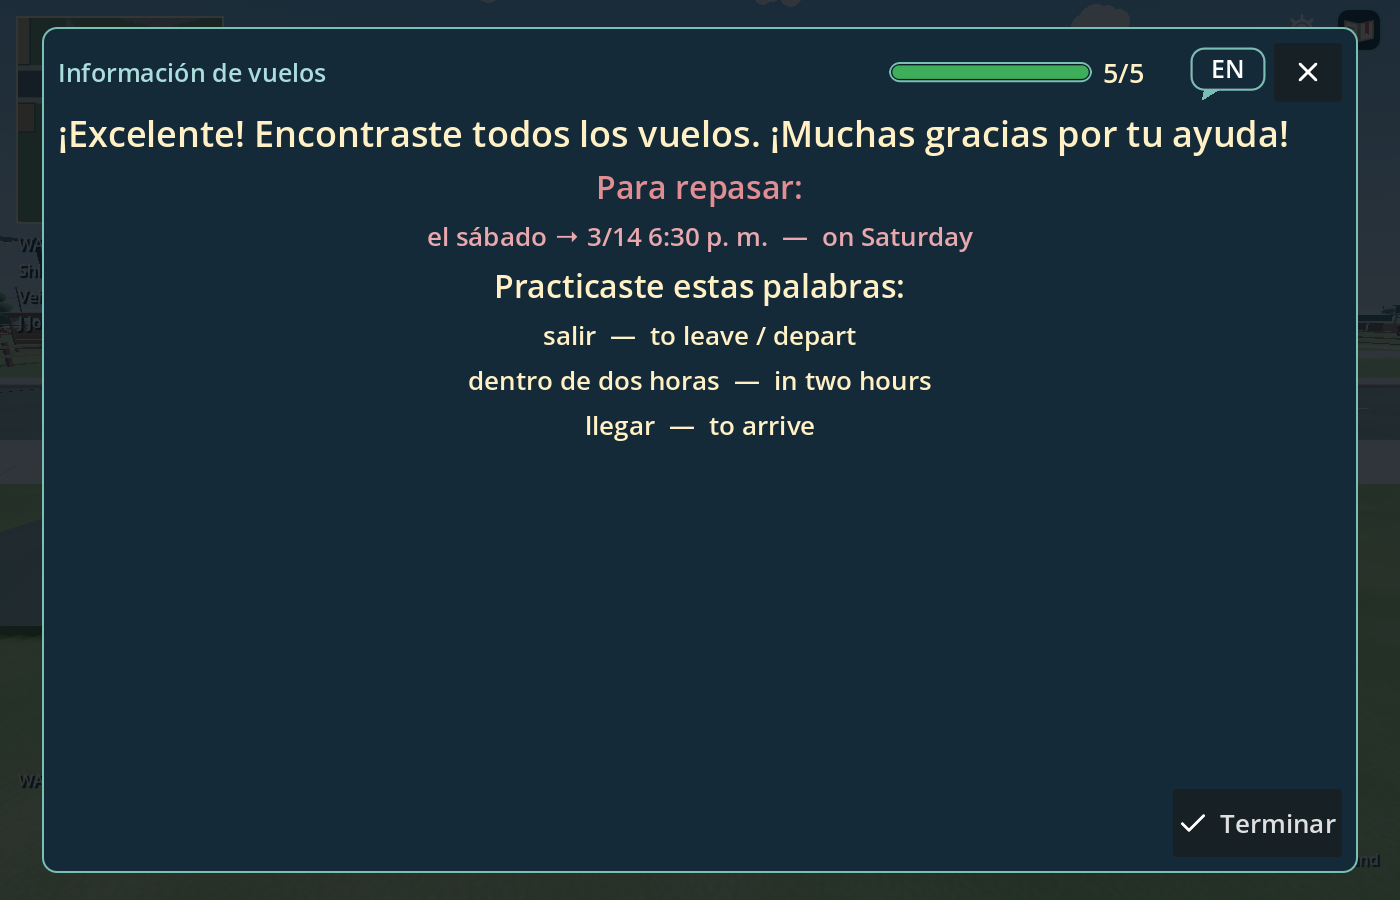 Información de vuelos
5/5
EN
¡Excelente! Encontraste todos los vuelos. ¡Muchas gracias por tu ayuda!
Para repasar:
el sábado → 3/14 6:30 p. m. — on Saturday
Practicaste estas palabras:
salir — to leave / depart
dentro de dos horas — in two hours
llegar — to arrive
Terminar